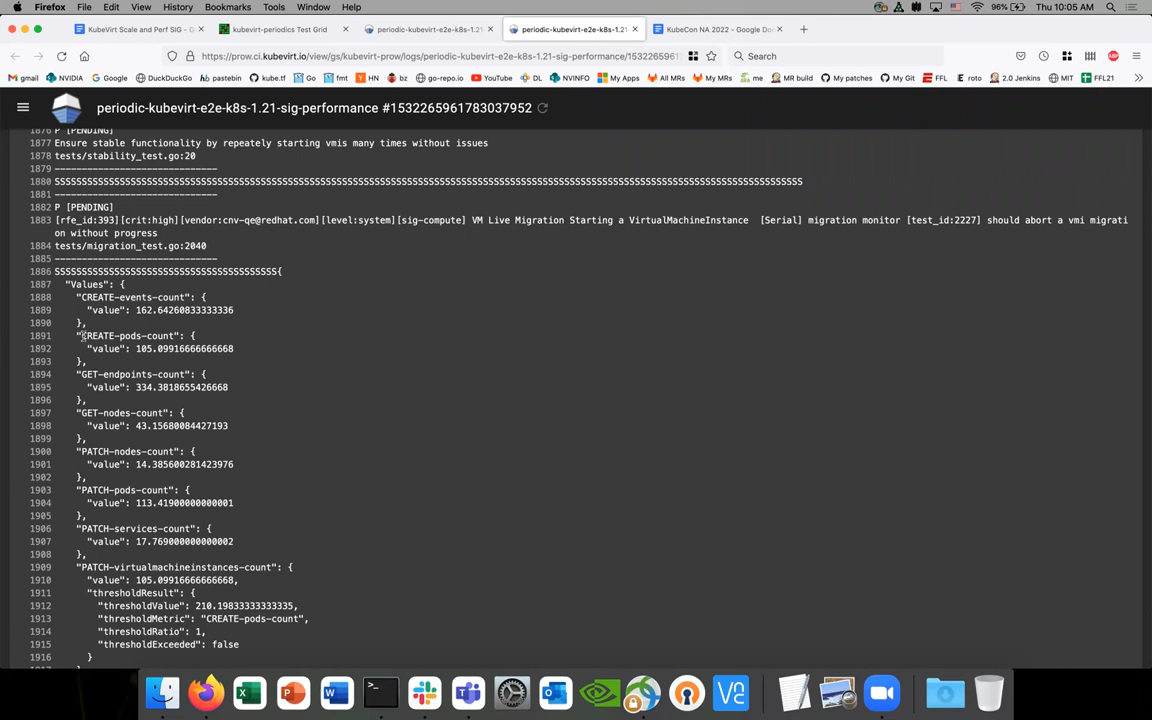 Firefox File Edit View History Bookmarks Tools Window Help 96% Thu 10:05 AM
KubeVirt Scale and Perf SIG - G
kubevirt-periodics Test Grid
periodic-kubevirt-e2e-k8s-1.21-
periodic-kubevirt-e2e-k8s-1.21-
KubeCon NA 2022 - Google Do
https://prow.ci.kubevirt.io/view/gs/kubevirt-prow/logs/periodic-kubevirt-e2e-k8s-1.21-sig-performance/15322659617
Search
gmail NVIDIA Google DuckDuckGo pastebin kube.tf Go fmt HN bz go-repo.io YouTube DL NVINFO My Apps All MRs My MRs me MR build My patches My Git FFL roto 2.0 Jenkins MIT FFL21
periodic-kubevirt-e2e-k8s-1.21-sig-performance #1532265961783037952
1876 P [PENDING]
1877 Ensure stable functionality by repeately starting vmis many times without issues
1878 tests/stability_test.go:20
1879 ------------------------------
1880
1881 ------------------------------
1882 P [PENDING]
1883 [rfe_id:393][crit:high][vendor:cnv-qe@redhat.com][level:system][sig-compute] VM Live Migration Starting a VirtualMachineInstance [Serial] migration monitor [test_id:2227] should abort a vmi migrati
on without progress
1884 tests/migration_test.go:2040
1885 ------------------------------
1886 SSSSSSSSSSSSSSSSSSSSSSSSSSSSSSSSSSSSSSSSS{
1887 "Values": {
1888 "CREATE-events-count": {
1889 "value": 162.64260833333336
1890 },
1891 "CREATE-pods-count": {
1892 "value": 105.09916666666668
1893 },
1894 "GET-endpoints-count": {
1895 "value": 334.3818655426668
1896 },
1897 "GET-nodes-count": {
1898 "value": 43.15680084427193
1899 },
1900 "PATCH-nodes-count": {
1901 "value": 14.385600281423976
1902 },
1903 "PATCH-pods-count": {
1904 "value": 113.41900000000001
1905 },
1906 "PATCH-services-count": {
1907 "value": 17.769000000000002
1908 },
1909 "PATCH-virtualmachineinstances-count": {
1910 "value": 105.09916666666668,
1911 "thresholdResult": {
1912 "thresholdValue": 210.19833333333335,
1913 "thresholdMetric": "CREATE-pods-count",
1914 "thresholdRatio": 1,
1915 "thresholdExceeded": false
1916 }